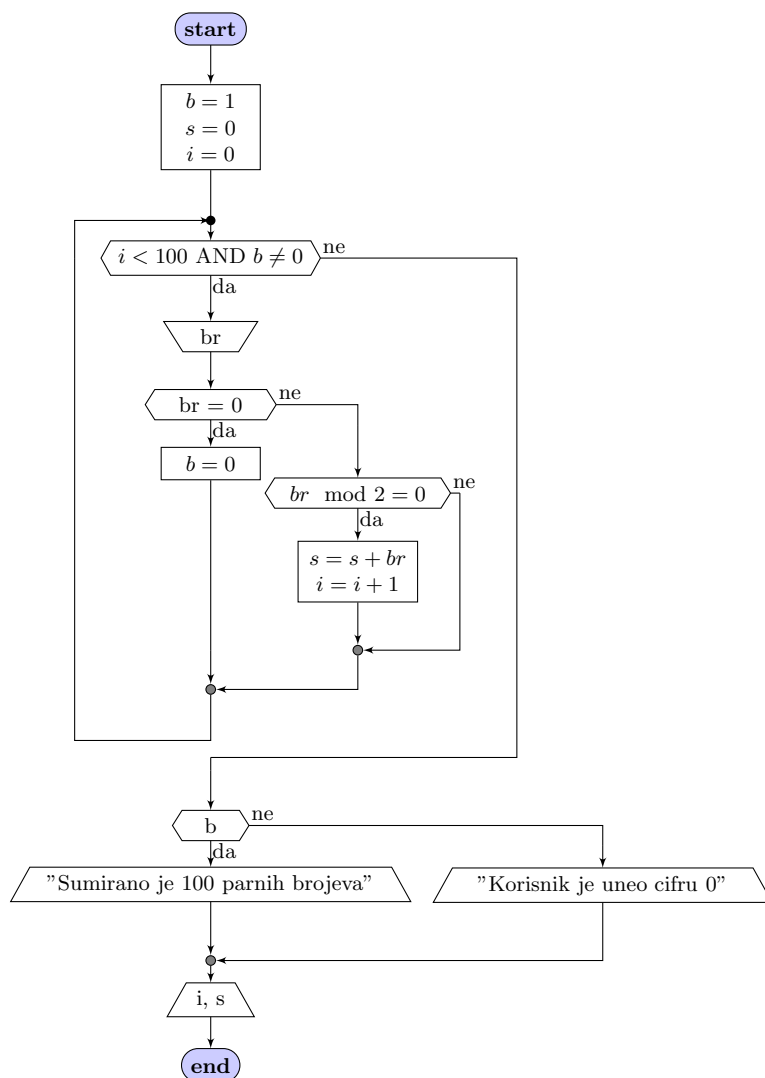 start
b = 1
s = 0
i = 0
i < 100 AND b ≠ 0
ne
da
br
br = 0
ne
da
b = 0
br mod 2 = 0
ne
da
s = s + br
i = i + 1
b
ne
da
"Sumirano je 100 parnih brojeva"
"Korisnik je uneo cifru 0"
i, s
end